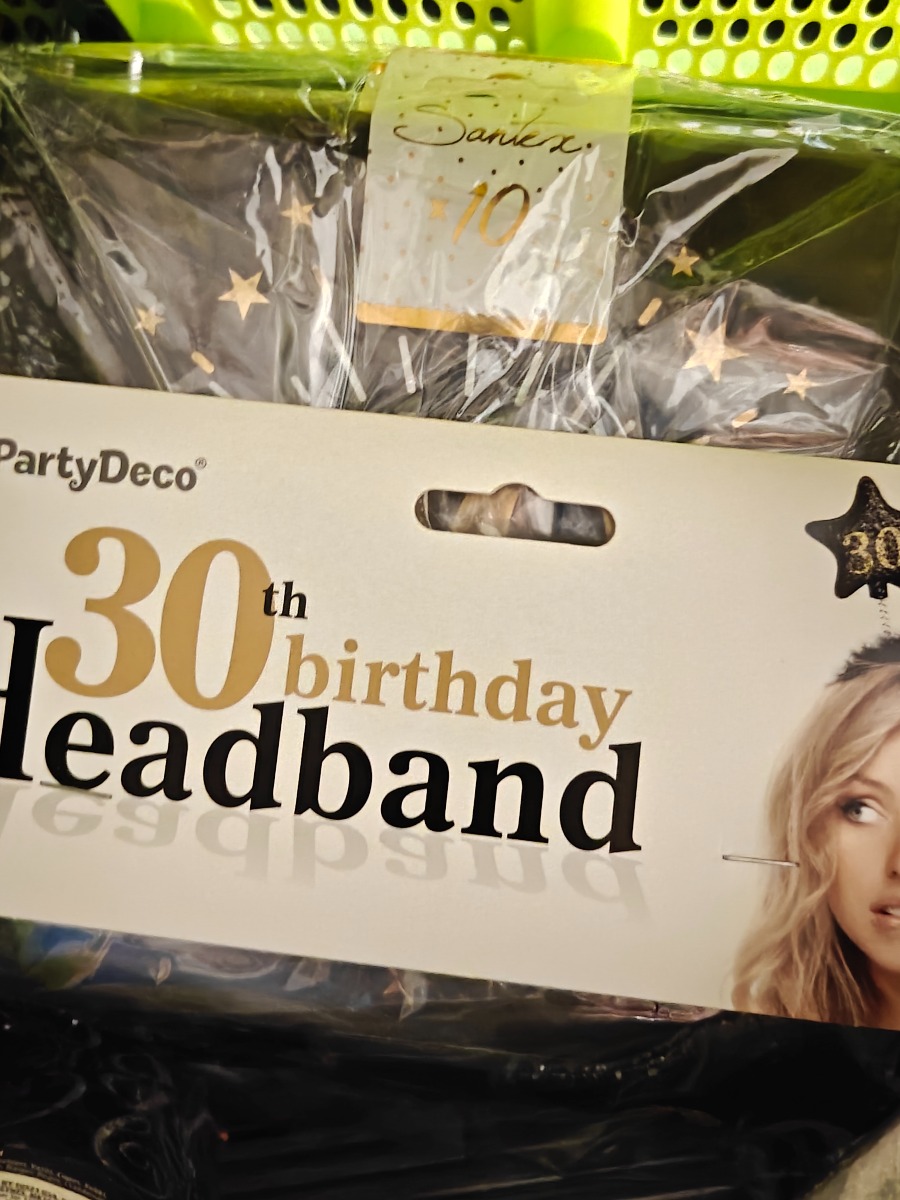 Santex
10
PartyDeco®
30
30th
birthday
Headband